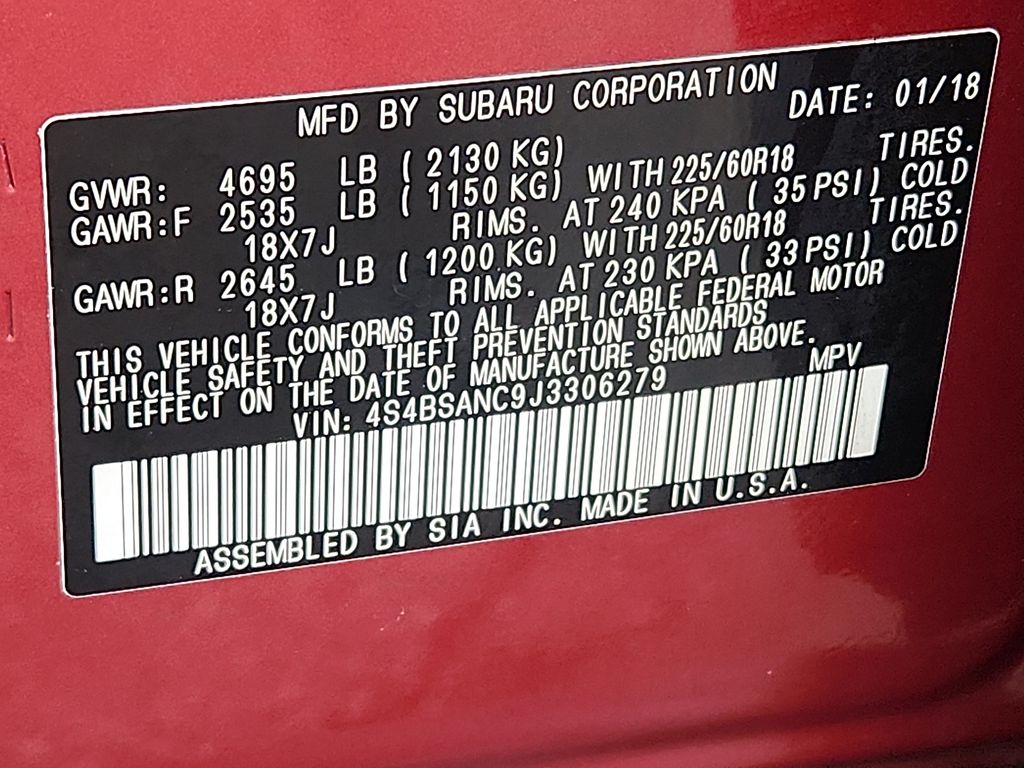 MFD BY SUBARU CORPORATION DATE: 01/18
GVWR: 4695 LB ( 2130 KG)
GAWR:F 2535 LB ( 1150 KG) WITH 225/60R18 TIRES.
18X7J RIMS. AT 240 KPA ( 35 PSI) COLD
GAWR:R 2645 LB ( 1200 KG) WITH 225/60R18 TIRES.
18X7J RIMS. AT 230 KPA ( 33 PSI) COLD
THIS VEHICLE CONFORMS TO ALL APPLICABLE FEDERAL MOTOR
VEHICLE SAFETY AND THEFT PREVENTION STANDARDS
IN EFFECT ON THE DATE OF MANUFACTURE SHOWN ABOVE.
VIN: 4S4BSANC9J3306279 MPV
ASSEMBLED BY SIA INC. MADE IN U.S.A.